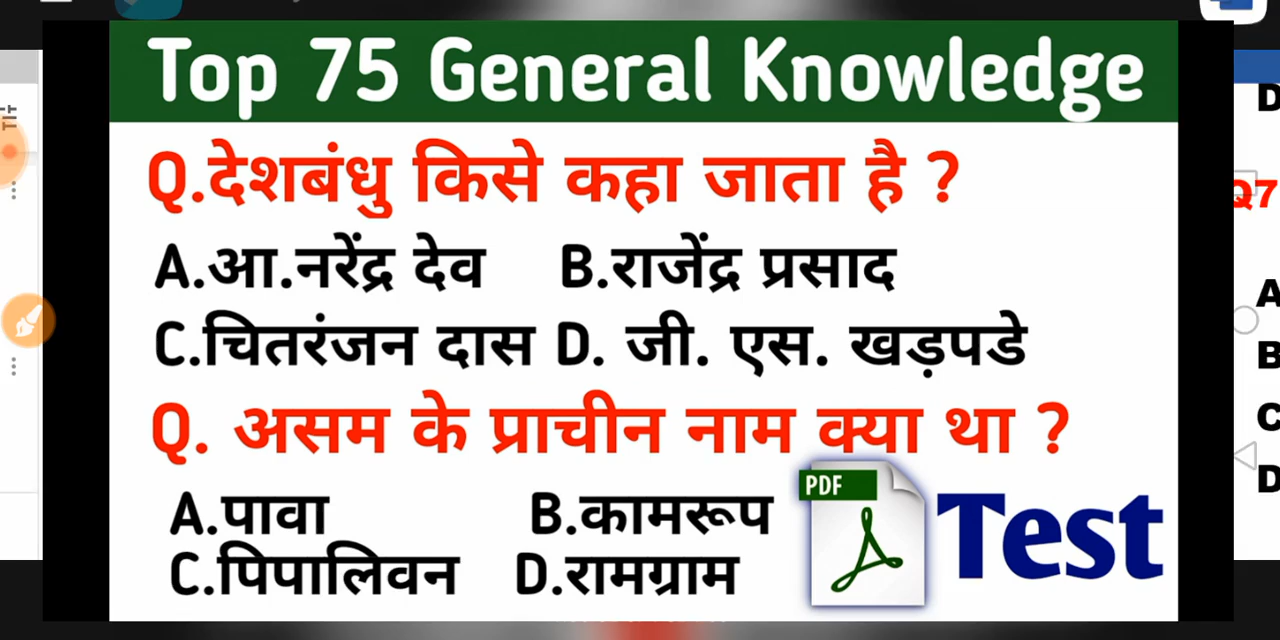 Top 75 General Knowledge
Q.देशबंधु किसे कहा जाता है ?
A.आ.नरेंद्र देव B.राजेंद्र प्रसाद
C.चितरंजन दास D. जी. एस. खड़पडे
Q. असम के प्राचीन नाम क्या था ?
A.पावा B.कामरूप
C.पिपालिवन D.रामग्राम
PDF Test
D
Q7
A
B
C
D